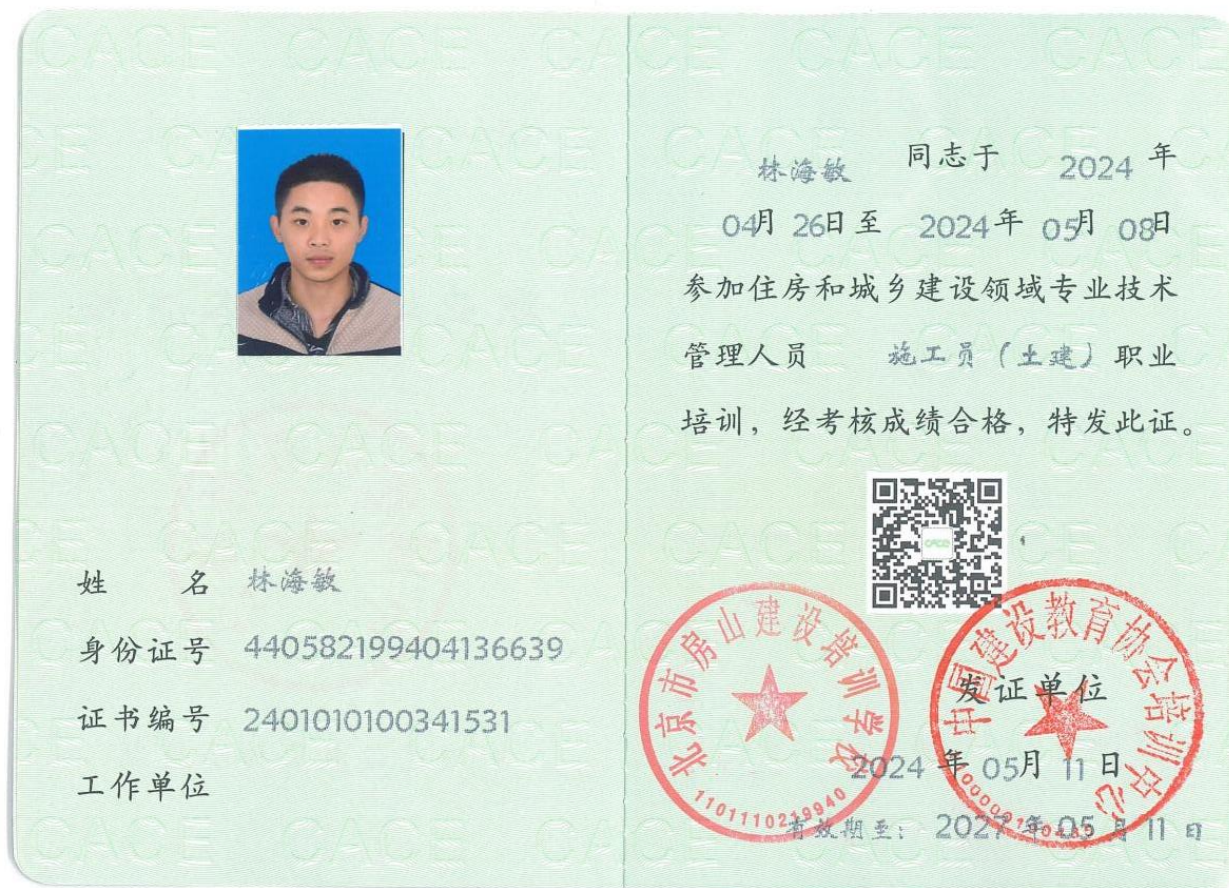 姓 名 林海敏
身份证号 440582199404136639
证书编号 2401010100341531
工作单位
林海敏 同志于 2024 年
04月 26日至 2024年 05月 08日
参加住房和城乡建设领域专业技术
管理人员 施工员（土建）职业
培训，经考核成绩合格，特发此证。
CACE
北京市房山建设培训学校
1101110219940
中国建设教育协会培训中心
发证单位
2024 年 05月 11 日
有效期至： 2027 年 05 月 11 日